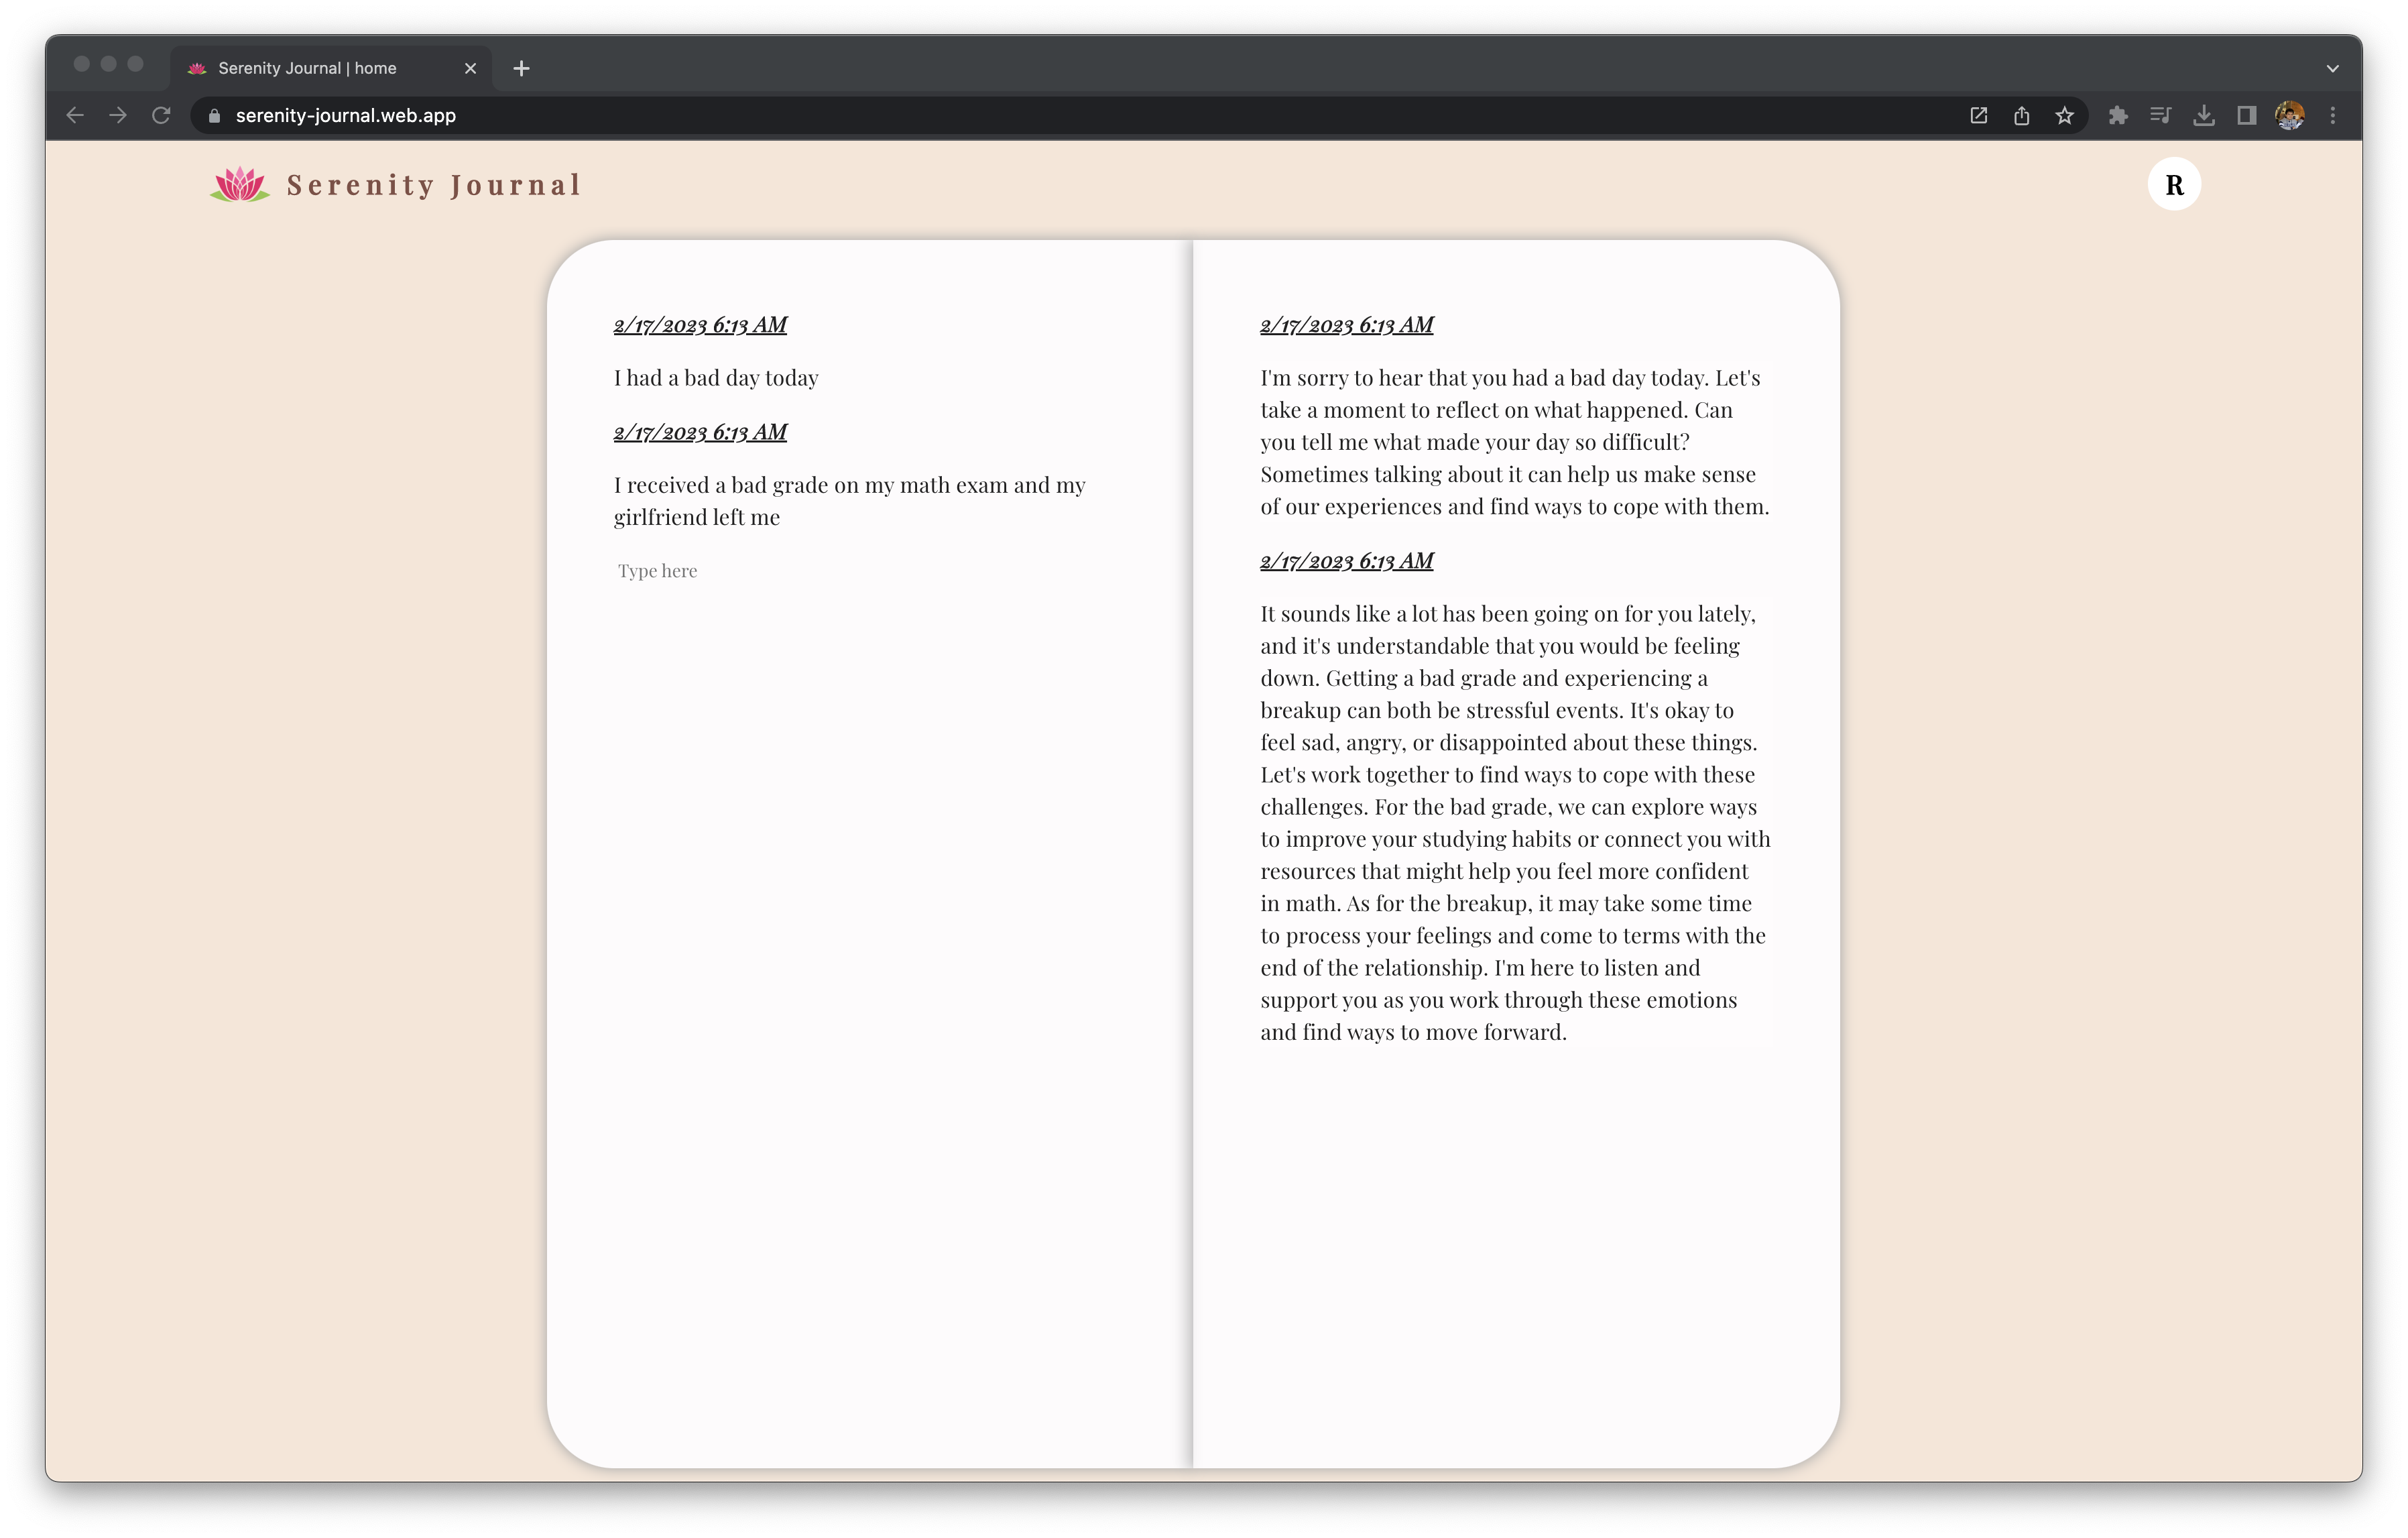 Serenity Journal | home
serenity-journal.web.app
Serenity Journal
R
2/17/2023 6:13 AM
I had a bad day today
2/17/2023 6:13 AM
I received a bad grade on my math exam and my
girlfriend left me
Type here
2/17/2023 6:13 AM
I'm sorry to hear that you had a bad day today. Let's
take a moment to reflect on what happened. Can
you tell me what made your day so difficult?
Sometimes talking about it can help us make sense
of our experiences and find ways to cope with them.
2/17/2023 6:13 AM
It sounds like a lot has been going on for you lately,
and it's understandable that you would be feeling
down. Getting a bad grade and experiencing a
breakup can both be stressful events. It's okay to
feel sad, angry, or disappointed about these things.
Let's work together to find ways to cope with these
challenges. For the bad grade, we can explore ways
to improve your studying habits or connect you with
resources that might help you feel more confident
in math. As for the breakup, it may take some time
to process your feelings and come to terms with the
end of the relationship. I'm here to listen and
support you as you work through these emotions
and find ways to move forward.